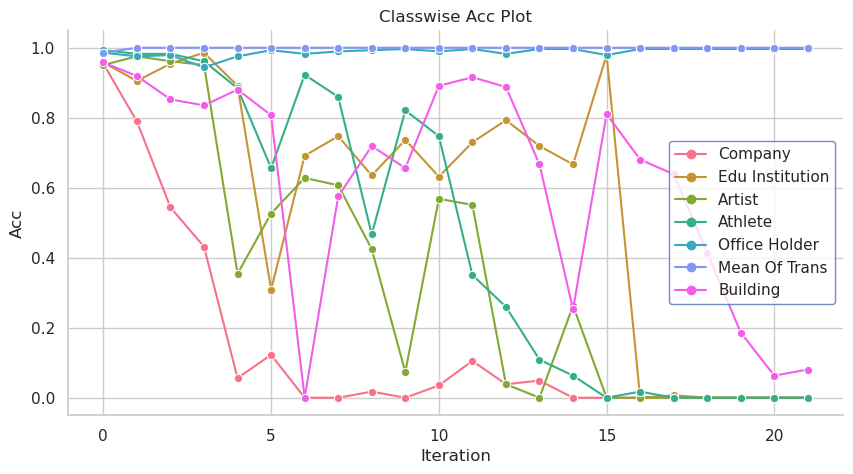 Classwise Acc Plot
Acc
1.0
0.8
0.6
0.4
0.2
0.0
0
5
10
15
20
Iteration
Company
Edu Institution
Artist
Athlete
Office Holder
Mean Of Trans
Building